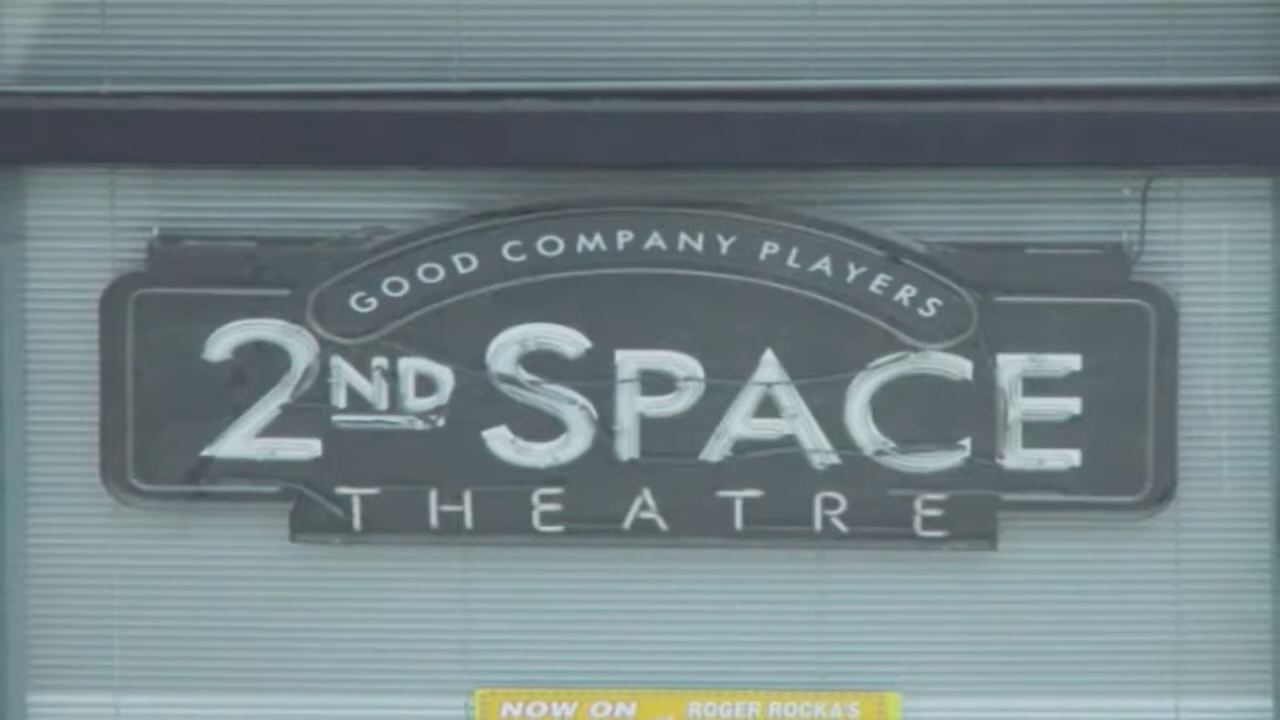 GOOD COMPANY PLAYERS
2ND SPACE
THEATRE
NOW ON
ROGER ROCKA'S